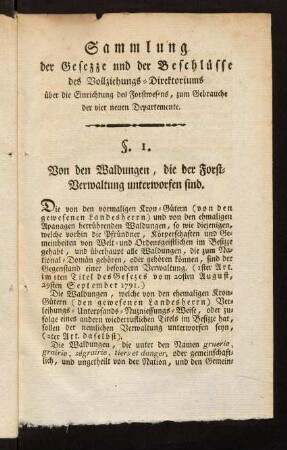 Sammlung
der Gesezze und der Beschlüsse
des Vollziehungs-Direktoriums
über die Einrichtung des Forstwesens, zum Gebrauche
der vier neuen Departemente.
§. 1.
Von den Waldungen, die der Forst-
Verwaltung unterworfen sind.
Die von den vormaligen Kron-Gütern (von den
gewesenen Landesherrn) und von den ehmaligen
Apanagen herrührenden Waldungen, so wie diejenigen,
welche vorhin die Pfründner, Körperschaften und Ge-
meinheiten von Welt-und Ordensgeistlichen im Besitze
gehabt, und überhaupt alle Waldungen, die zum Na-
tional-Domän gehören, oder gehören können, sind der
Gegenstand einer besondern Verwaltung. (1ster Art.
im 1ten Titel des Gesezes vom 20sten August,
29sten September 1791.)
Die Waldungen, welche von den ehemaligen Kron-
Gütern (den gewesenen Landesherrn) Ver-
leihungs-Unterpfands-Nuznessungs-Weise, oder zu-
folge eines andern wiederruflichen Titels im Besitze hat,
sollen der nemlichen Verwaltung unterworfen seyn,
(2ter Art. daselbst).
Die Waldungen, die unter den Namen gruerie,
grairie, ségrairie, tiers et danger, oder gemeinschaft-
lich, und ungetheilt von der Nation, und den Gemein-